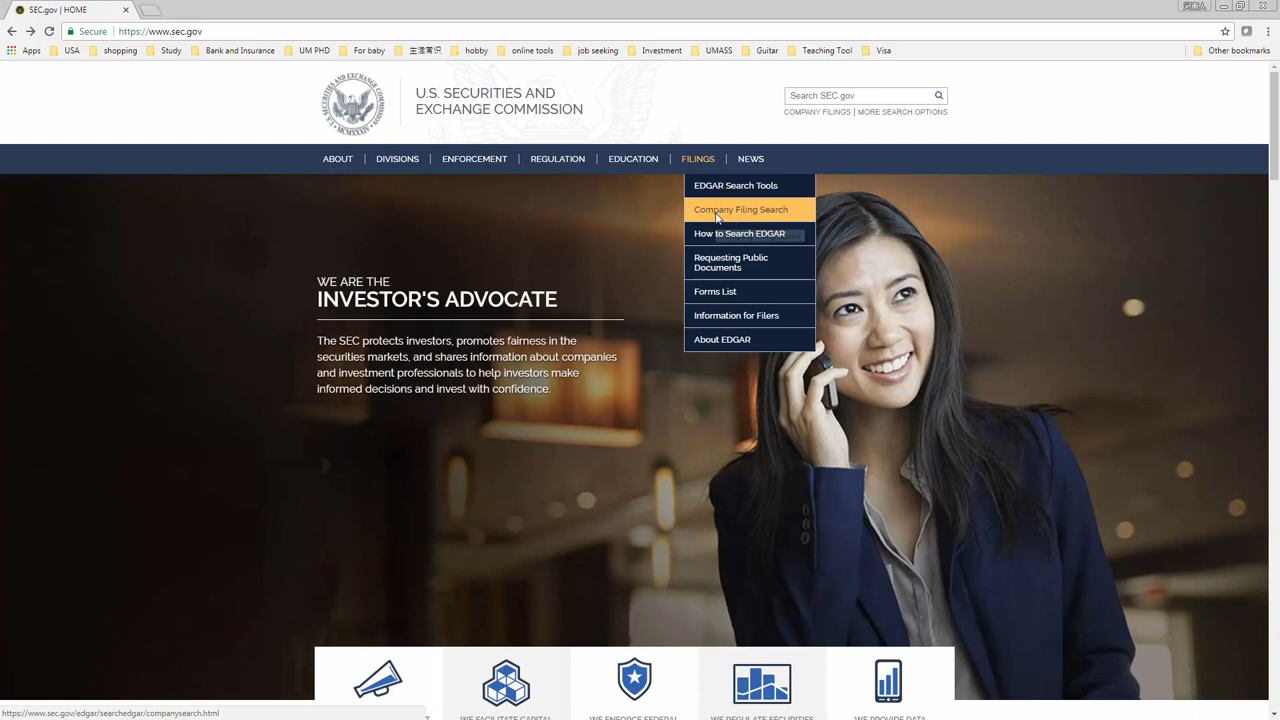 SEC.gov | HOME
Secure
https://www.sec.gov
Apps
USA
shopping
Study
Bank and Insurance
UM PHD
For baby
生活常识
hobby
online tools
job seeking
Investment
UMASS
Guitar
Teaching Tool
Visa
Other bookmarks
U.S. SECURITIES AND
EXCHANGE COMMISSION
Search SEC.gov
COMPANY FILINGS | MORE SEARCH OPTIONS
ABOUT
DIVISIONS
ENFORCEMENT
REGULATION
EDUCATION
FILINGS
NEWS
EDGAR Search Tools
Company Filing Search
How to Search EDGAR
Requesting Public
Documents
Forms List
Information for Filers
About EDGAR
WE ARE THE
INVESTOR'S ADVOCATE
The SEC protects investors, promotes fairness in the
securities markets, and shares information about companies
and investment professionals to help investors make
informed decisions and invest with confidence.
WE FACILITATE CAPITAL
WE ENFORCE FEDERAL
WE REGULATE SECURITIES
WE PROVIDE DATA
https://www.sec.gov/edgar/searchedgar/companysearch.html